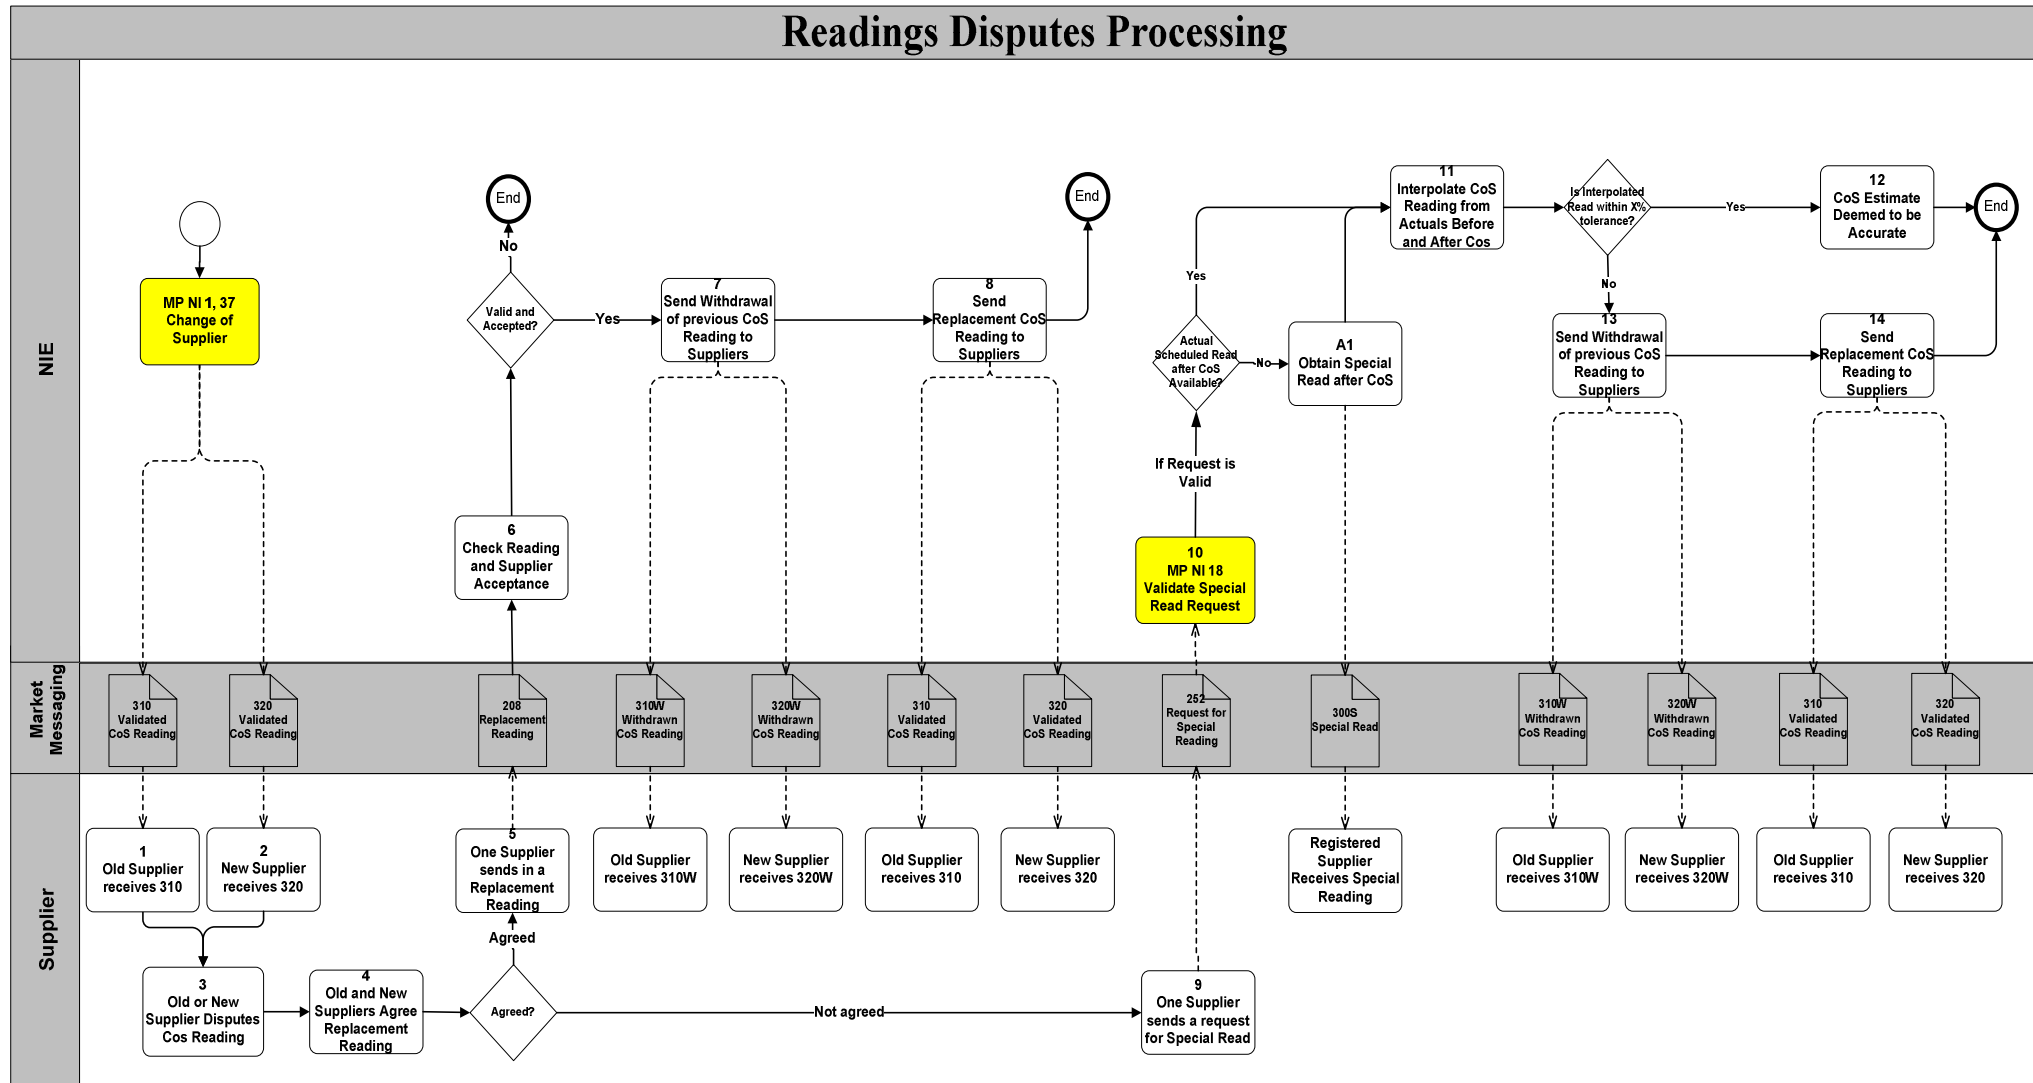 Readings Disputes Processing
NIE
MP NI 1, 37
Change of
Supplier
End
No
Valid and
Accepted?
Yes
6
Check Reading
and Supplier
Acceptance
7
Send Withdrawal
of previous CoS
Reading to
Suppliers
8
Send
Replacement CoS
Reading to
Suppliers
End
10
MP NI 18
Validate Special
Read Request
If Request is
Valid
Actual
Scheduled Read
after CoS
Available?
Yes
No
A1
Obtain Special
Read after CoS
11
Interpolate CoS
Reading from
Actuals Before
and After Cos
Is Interpolated
Read within X%
tolerance?
Yes
No
12
CoS Estimate
Deemed to be
Accurate
End
13
Send Withdrawal
of previous CoS
Reading to
Suppliers
14
Send
Replacement CoS
Reading to
Suppliers
Market
Messaging
310
Validated
CoS Reading
320
Validated
CoS Reading
208
Replacement
Reading
310W
Withdrawn
CoS Reading
320W
Withdrawn
CoS Reading
310
Validated
CoS Reading
320
Validated
CoS Reading
252
Request for
Special
Reading
300S
Special Read
310W
Withdrawn
CoS Reading
320W
Withdrawn
CoS Reading
310
Validated
CoS Reading
320
Validated
CoS Reading
Supplier
1
Old Supplier
receives 310
2
New Supplier
receives 320
3
Old or New
Supplier Disputes
Cos Reading
4
Old and New
Suppliers Agree
Replacement
Reading
Agreed?
Agreed
Not agreed
5
One Supplier
sends in a
Replacement
Reading
Old Supplier
receives 310W
New Supplier
receives 320W
Old Supplier
receives 310
New Supplier
receives 320
9
One Supplier
sends a request
for Special Read
Registered
Supplier
Receives Special
Reading
Old Supplier
receives 310W
New Supplier
receives 320W
Old Supplier
receives 310
New Supplier
receives 320